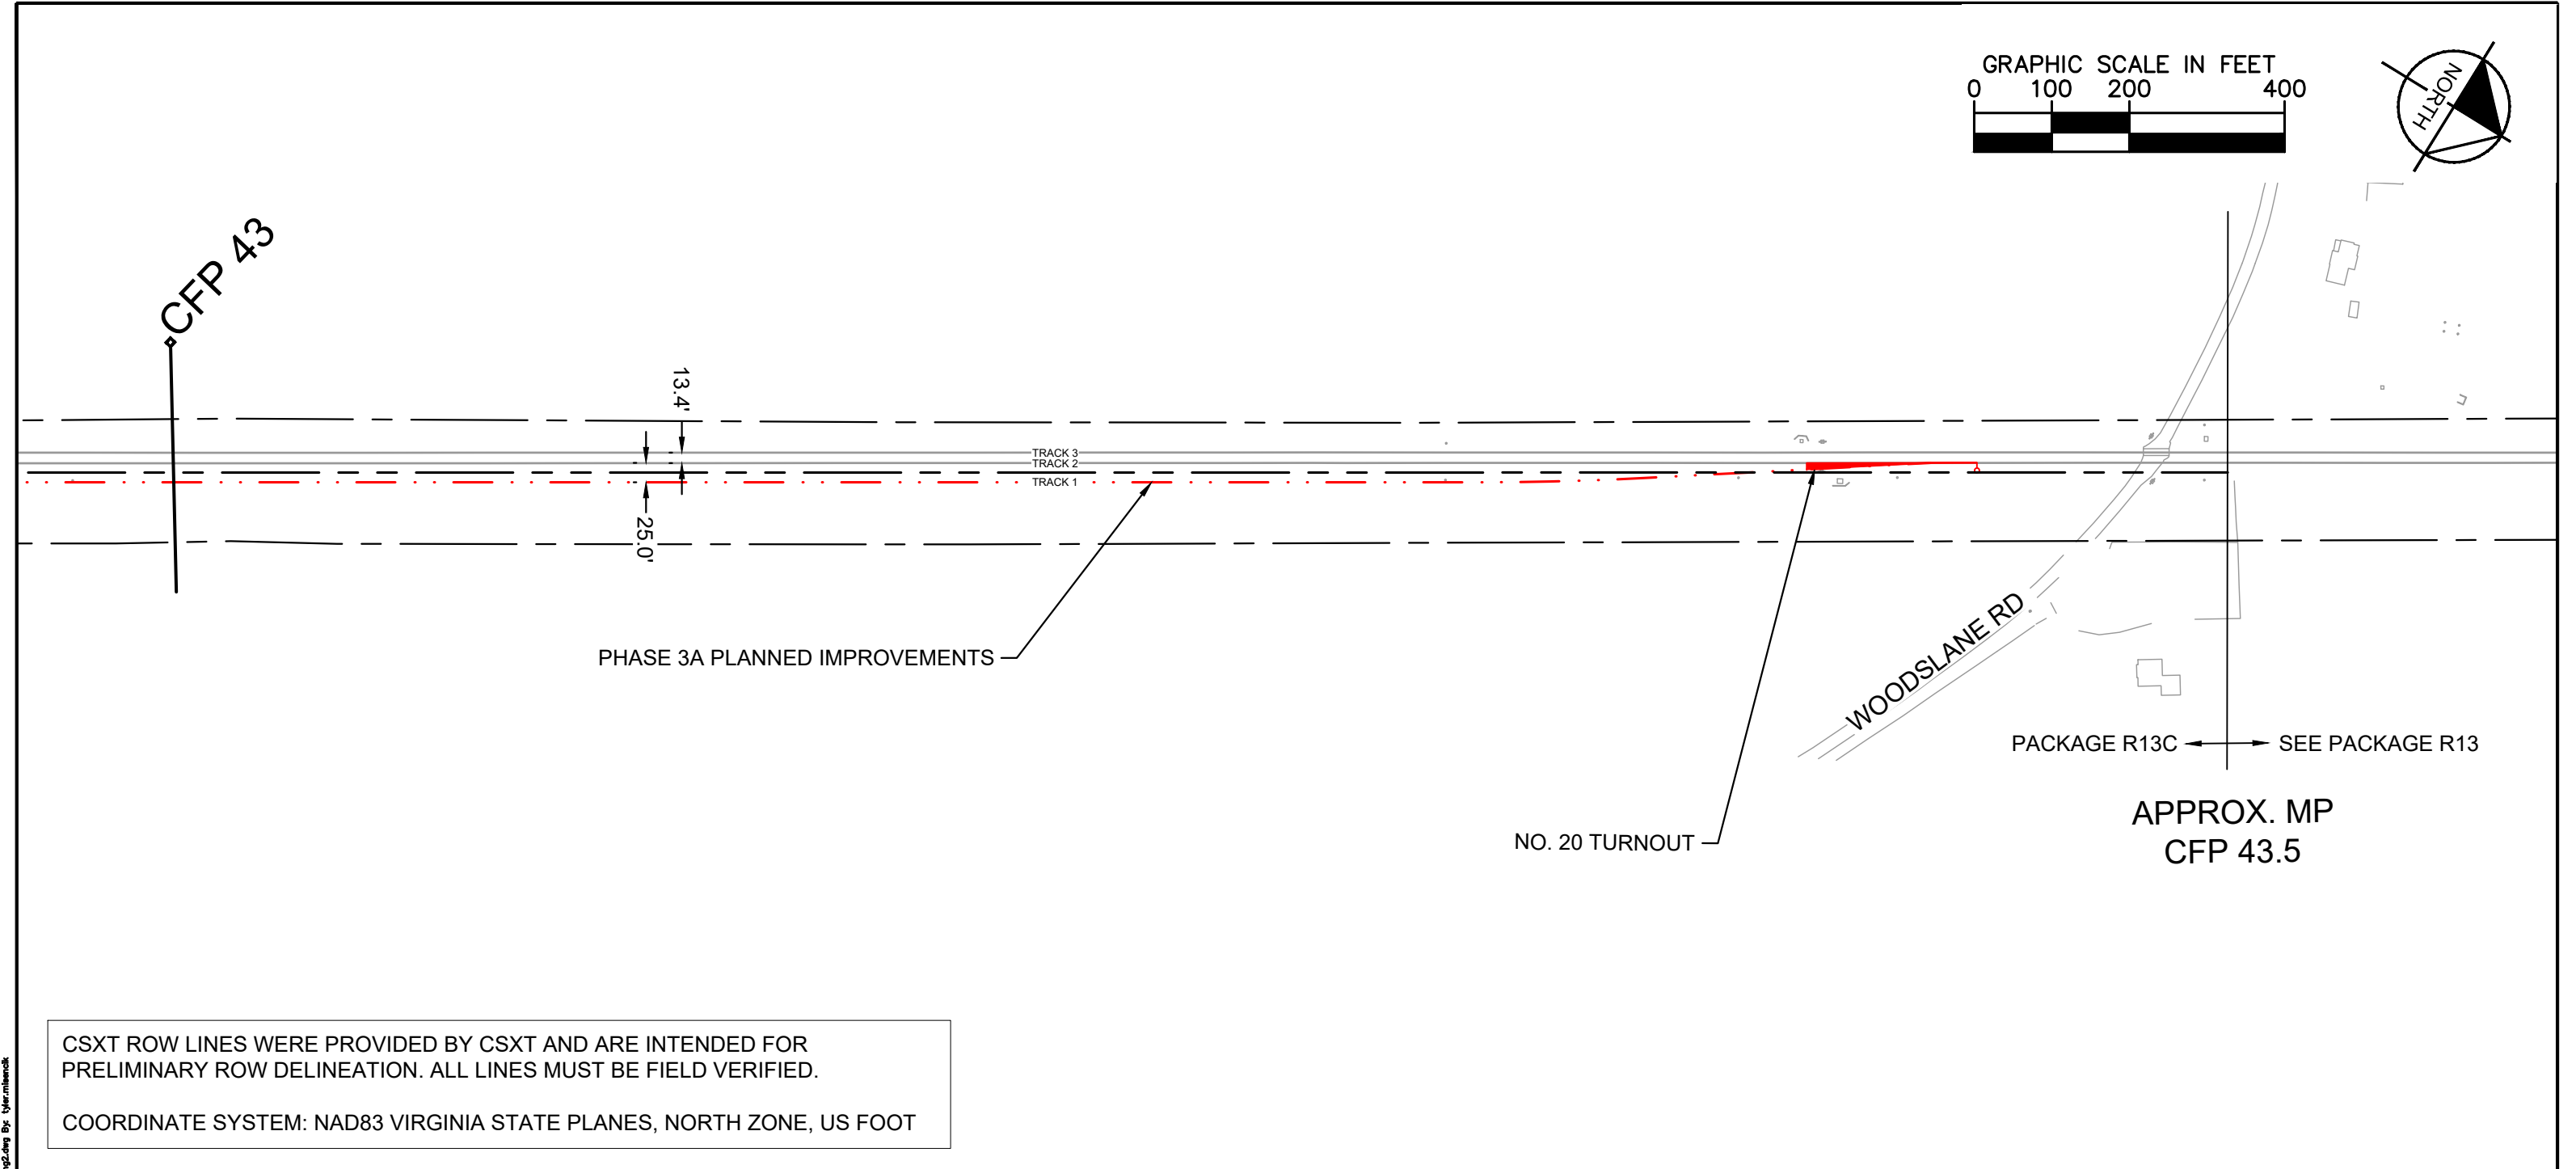 GRAPHIC SCALE IN FEET
0 100 200 400
NORTH
CFP 43
13.4'
TRACK 3
TRACK 2
TRACK 1
25.0'
PHASE 3A PLANNED IMPROVEMENTS
WOODSLANE RD
PACKAGE R13C
SEE PACKAGE R13
NO. 20 TURNOUT
APPROX. MP
CFP 43.5
CSXT ROW LINES WERE PROVIDED BY CSXT AND ARE INTENDED FOR
PRELIMINARY ROW DELINEATION. ALL LINES MUST BE FIELD VERIFIED.
COORDINATE SYSTEM: NAD83 VIRGINIA STATE PLANES, NORTH ZONE, US FOOT